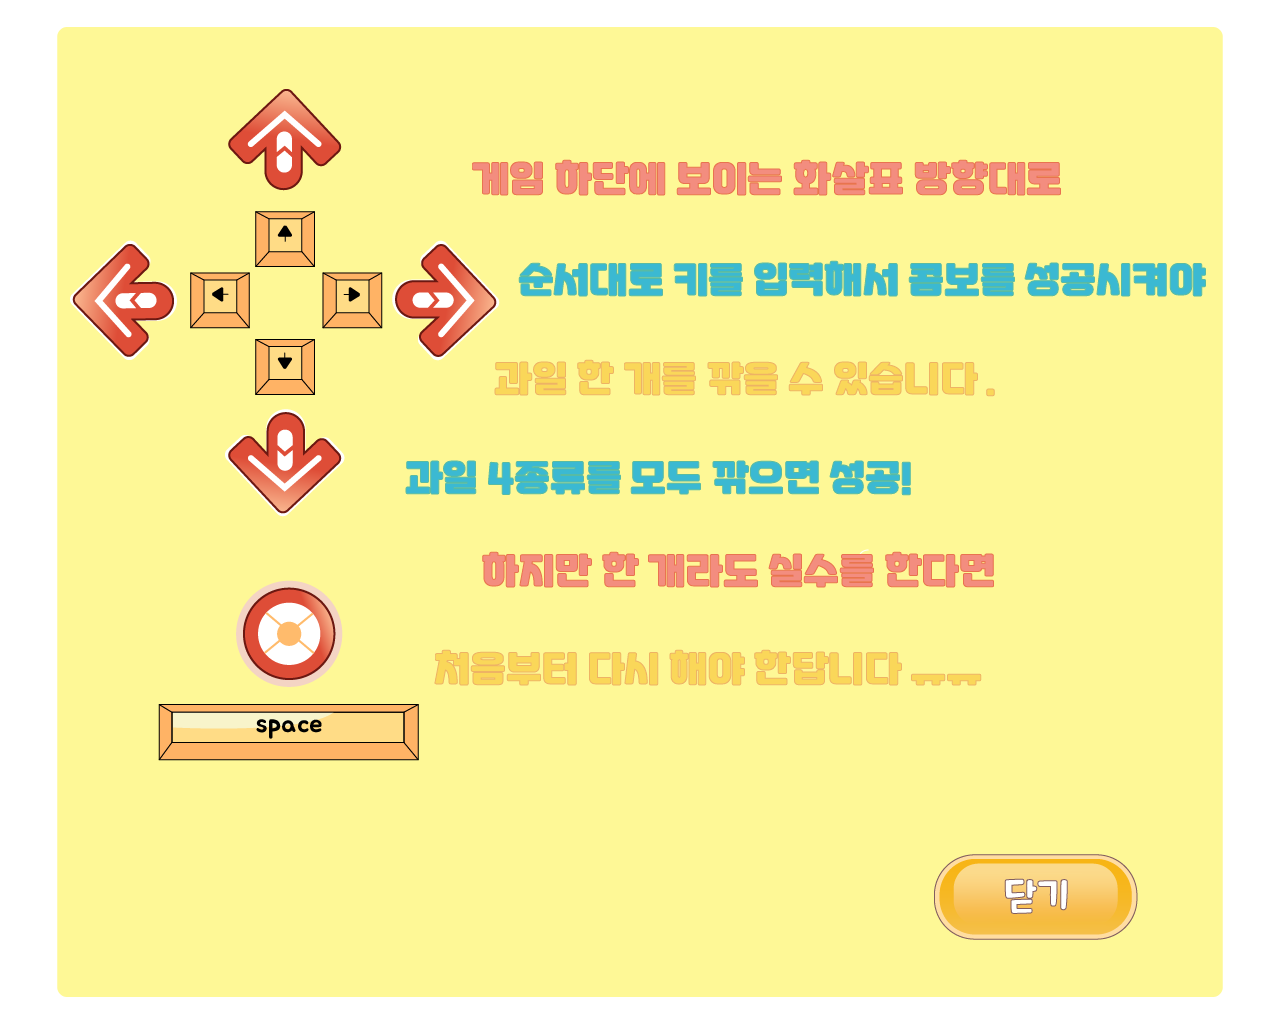 게임 하단에 보이는 화살표 방향대로
순서대로 키를 입력해서 콤보를 성공시켜야
과일 한 개를 깎을 수 있습니다.
과일 4종류를 모두 깎으면 성공!
하지만 한 개라도 실수를 한다면
처음부터 다시 해야 한답니다 ㅠㅠ
space
닫기